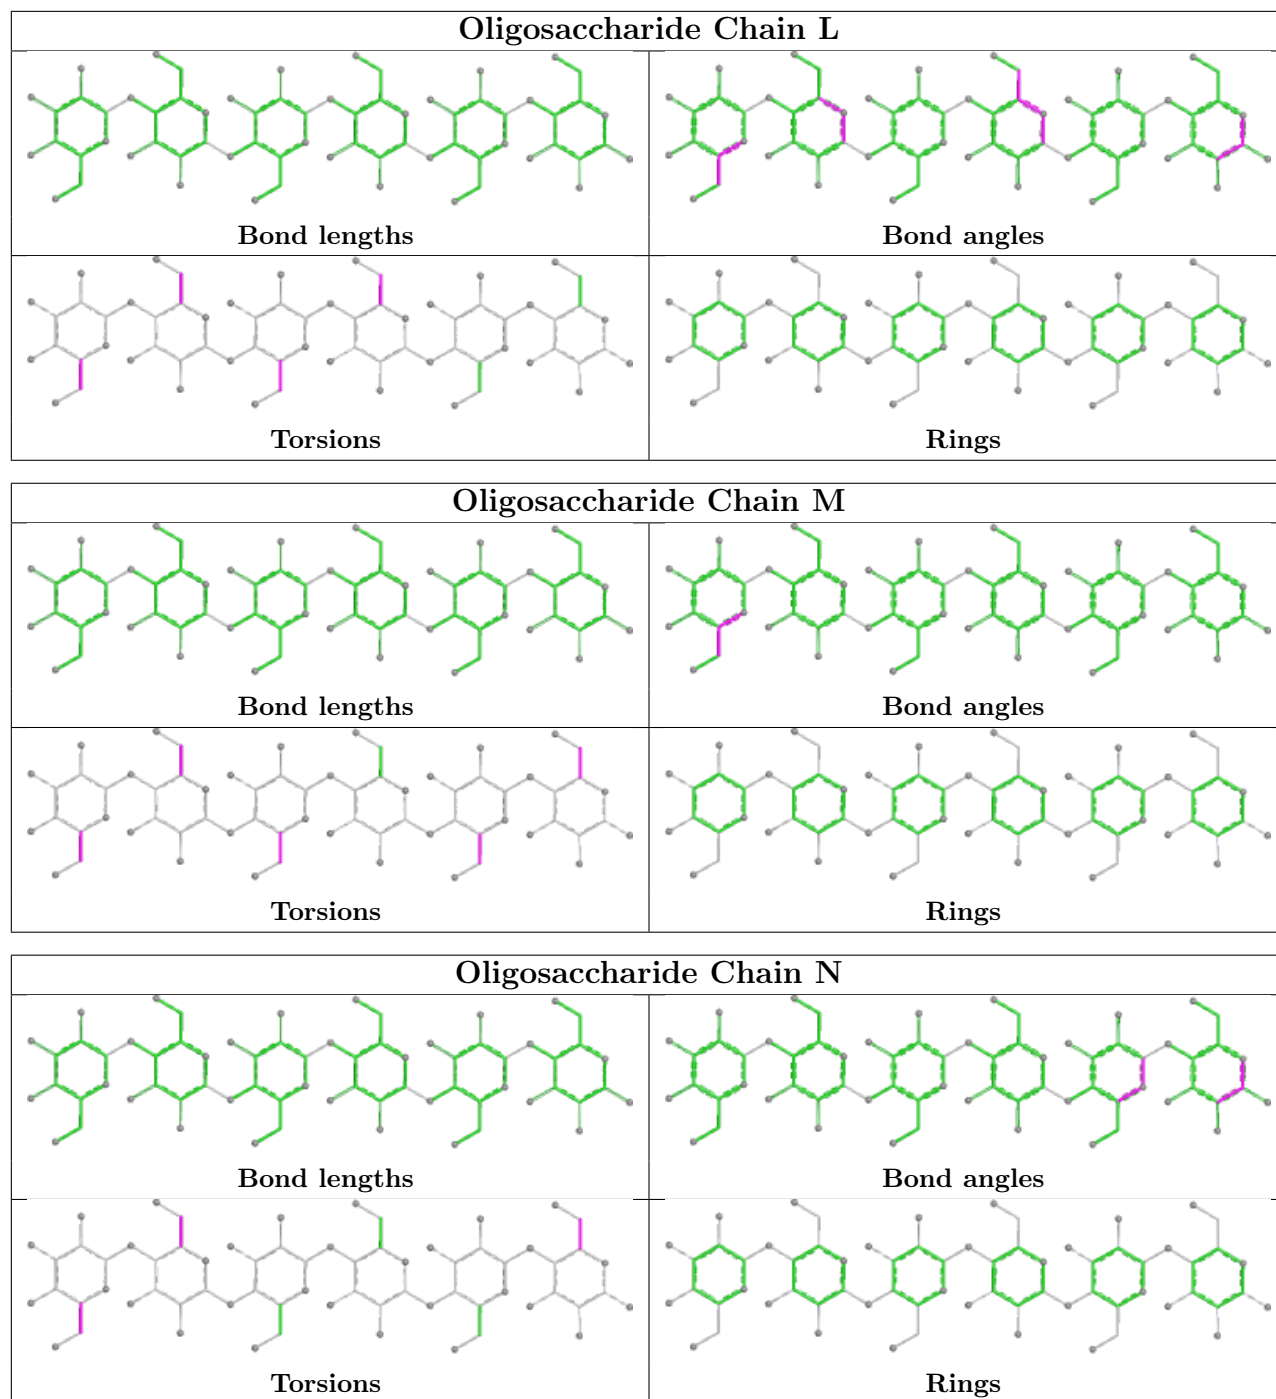 Oligosaccharide Chain L
Bond lengths
Bond angles
Torsions
Rings
Oligosaccharide Chain M
Bond lengths
Bond angles
Torsions
Rings
Oligosaccharide Chain N
Bond lengths
Bond angles
Torsions
Rings